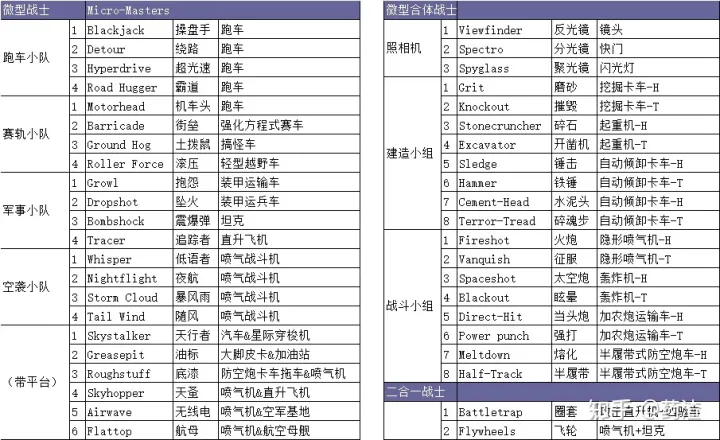 微型战士 Micro-Masters
跑车小队
1 Blackjack 操盘手 跑车
2 Detour 绕路 跑车
3 Hyperdrive 超光速 跑车
4 Road Hugger 霸道 跑车
赛轨小队
1 Motorhead 机车头 跑车
2 Barricade 街垒 强化方程式赛车
3 Ground Hog 土拨鼠 搞怪车
4 Roller Force 滚压 轻型越野车
军事小队
1 Growl 抱怨 装甲运输车
2 Dropshot 坠火 装甲运兵车
3 Bombshock 震爆弹 坦克
4 Tracer 追踪者 直升飞机
空袭小队
1 Whisper 低语者 喷气战斗机
2 Nightflight 夜航 喷气战斗机
3 Storm Cloud 暴风雨 喷气战斗机
4 Tail Wind 随风 喷气战斗机
（带平台）
1 Skystalker 天行者 汽车&星际穿梭机
2 Greasepit 油标 大脚皮卡&加油站
3 Roughstuff 底漆 防空炮卡车拖车&喷气机
4 Skyhopper 天蚤 喷气机&直升飞机
5 Airwave 无线电 喷气机&空军基地
6 Flattop 航母 喷气机&航空母舰
微型合体战士
照相机
1 Viewfinder 反光镜 镜头
2 Spectro 分光镜 快门
3 Spyglass 聚光镜 闪光灯
建造小组
1 Grit 磨砂 挖掘卡车-H
2 Knockout 摧毁 挖掘卡车-T
3 Stonecruncher 碎石 起重机-H
4 Excavator 开凿机 起重机-T
5 Sledge 锤击 自动倾卸卡车-H
6 Hammer 铁锤 自动倾卸卡车-T
7 Cement-Head 水泥头 自动倾卸卡车-H
8 Terror-Tread 碎魂步 自动倾卸卡车-T
战斗小组
1 Fireshot 火炮 隐形喷气机-H
2 Vanquish 征服 隐形喷气机-T
3 Spaceshot 太空炮 轰炸机-H
4 Blackout 眩晕 轰炸机-T
5 Direct-Hit 当头炮 加农炮运输车-H
6 Power punch 强打 加农炮运输车-T
7 Meltdown 熔化 半履带式防空炮车-H
8 Half-Track 半履带 半履带式防空炮车-T
二合一战士
1 Battletrap 圈套
2 Flywheels 飞轮 喷气机+坦克
知乎